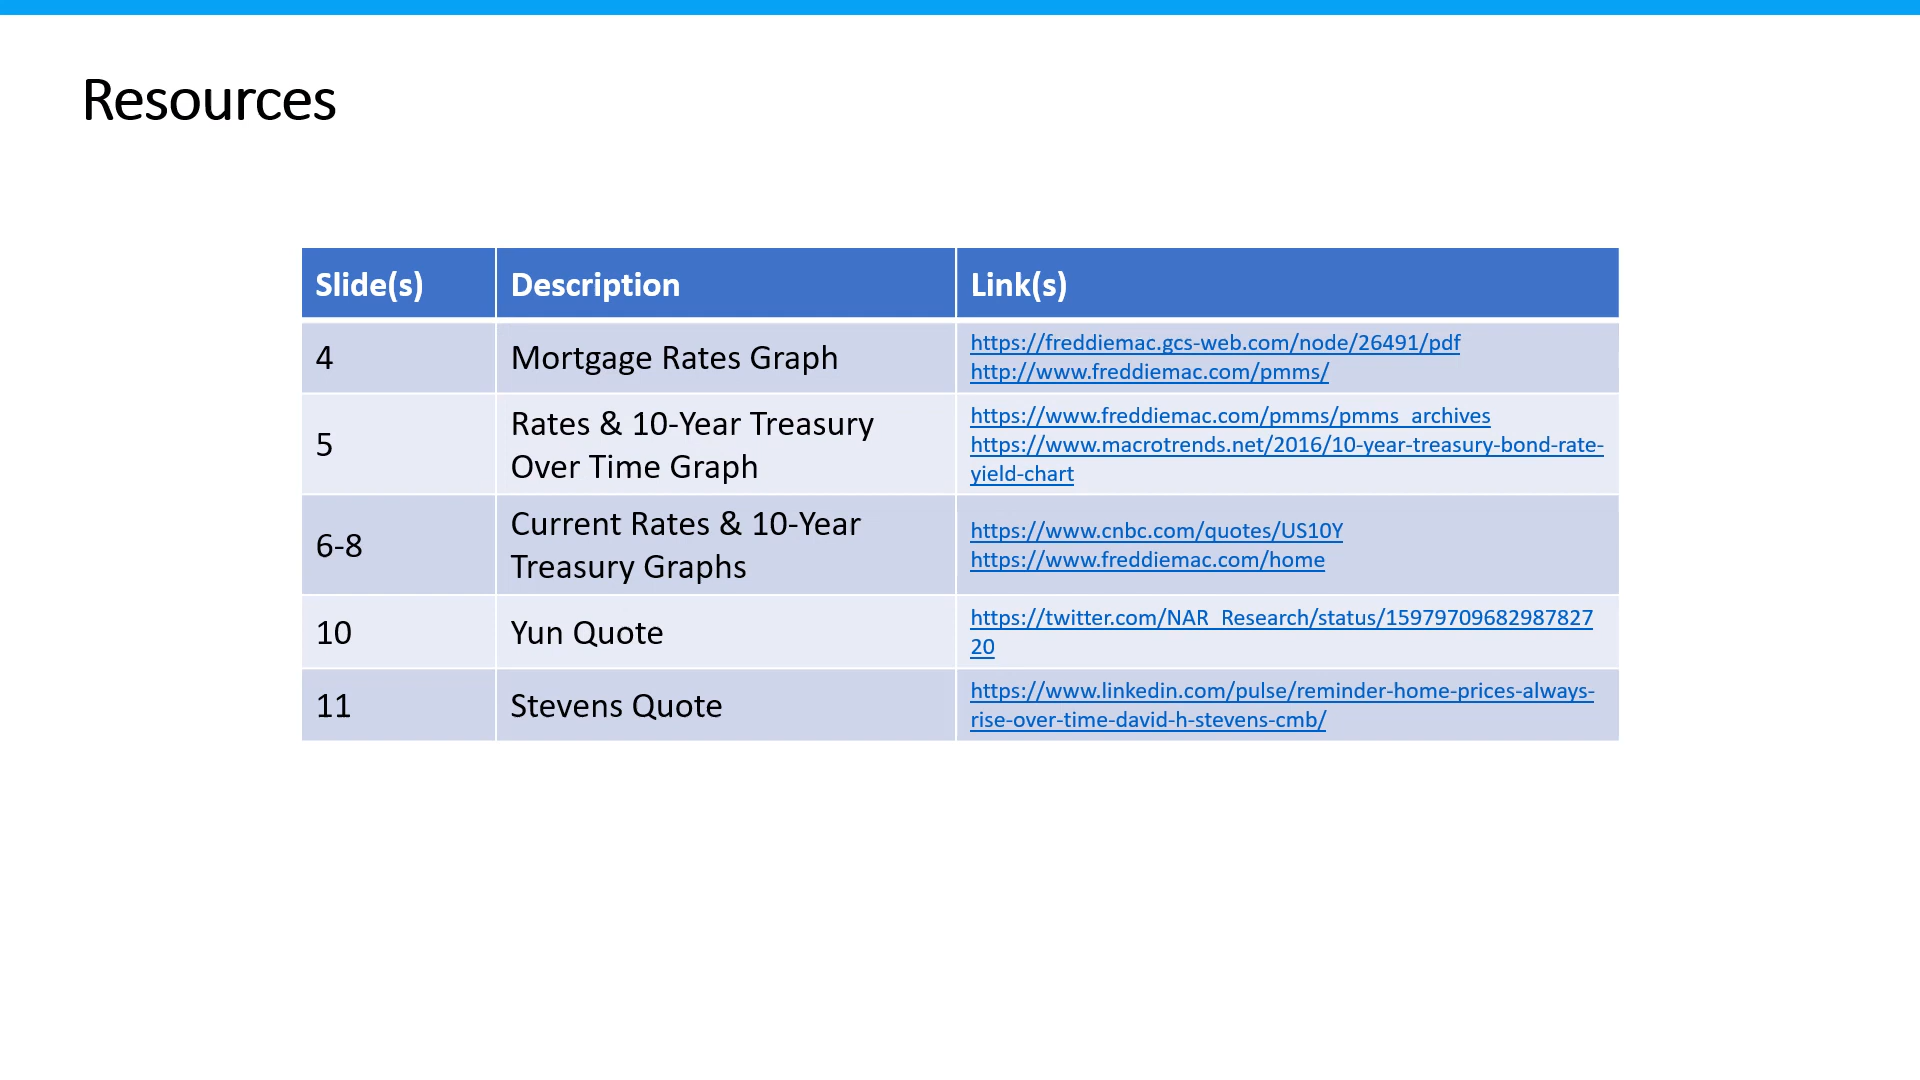 Resources
Slide(s) Description Link(s)
4 Mortgage Rates Graph
https://freddiemac.gcs-web.com/node/26491/pdf
http://www.freddiemac.com/pmms/
5
Rates & 10-Year Treasury
Over Time Graph
https://www.freddiemac.com/pmms/pmms_archives
https://www.macrotrends.net/2016/10-year-treasury-bond-rate-
yield-chart
6-8
Current Rates & 10-Year
Treasury Graphs
https://www.cnbc.com/quotes/US10Y
https://www.freddiemac.com/home
10 Yun Quote
https://twitter.com/NAR_Research/status/15979709682987827
20
11 Stevens Quote
https://www.linkedin.com/pulse/reminder-home-prices-always-
rise-over-time-david-h-stevens-cmb/